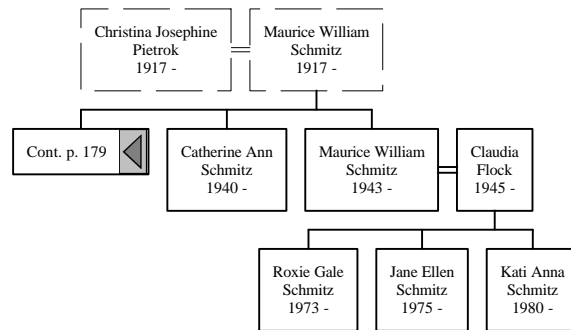 Christina Josephine
Pietrok
1917 -
Maurice William
Schmitz
1917 -
Cont. p. 179
Catherine Ann
Schmitz
1940 -
Maurice William
Schmitz
1943 -
Claudia
Flock
1945 -
Roxie Gale
Schmitz
1973 -
Jane Ellen
Schmitz
1975 -
Kati Anna
Schmitz
1980 -